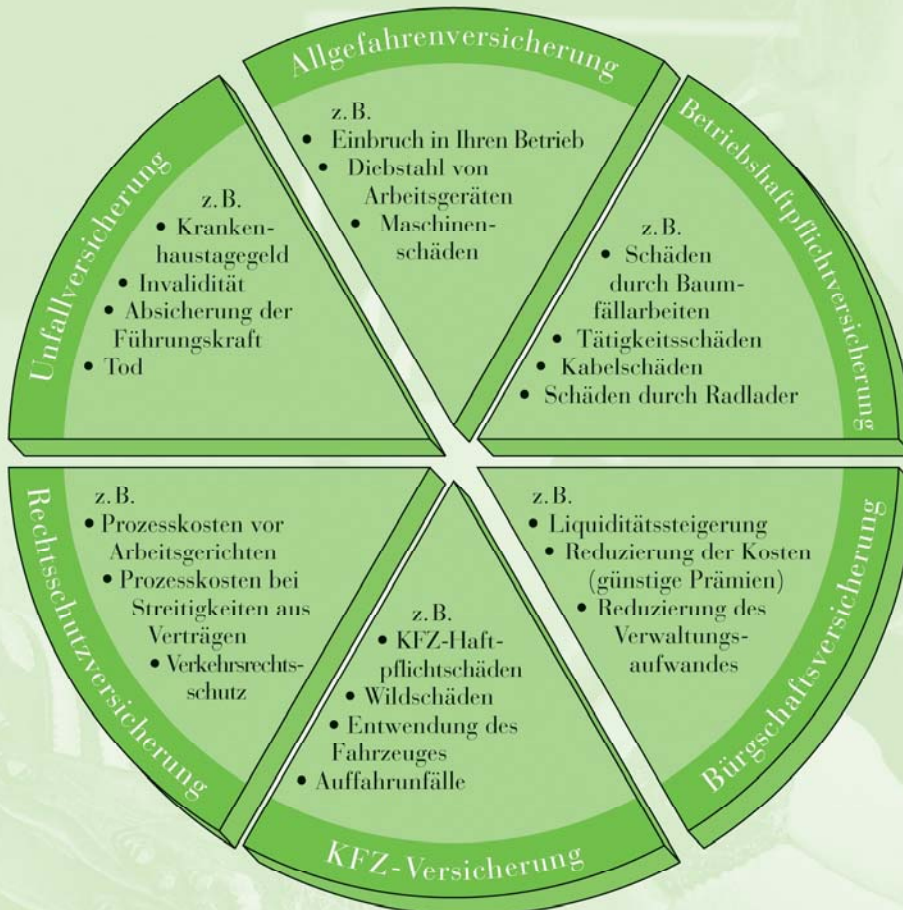 Allgefahrenversicherung
z.B.
• Einbruch in Ihren Betrieb
• Diebstahl von
Arbeitsgeräten
• Maschinen-
schäden
Betriebshaftpflichtversicherung
z.B.
• Schäden
durch Baum-
fällarbeiten
• Tätigkeitsschäden
• Kabelschäden
• Schäden durch Radlader
Bürgschaftsversicherung
z.B.
• Liquiditätssteigerung
• Reduzierung der Kosten
(günstige Prämien)
• Reduzierung des
Verwaltungs-
aufwandes
KFZ-Versicherung
z.B.
• KFZ-Haft-
pflichtschäden
• Wildschäden
• Entwendung des
Fahrzeuges
• Auffahrunfälle
Rechtsschutzversicherung
z.B.
• Prozesskosten vor
Arbeitsgerichten
• Prozesskosten bei
Streitigkeiten aus
Verträgen
• Verkehrsrechts-
schutz
Unfallversicherung
z.B.
• Kranken-
haustagegeld
• Invalidität
• Absicherung der
Führungskraft
• Tod